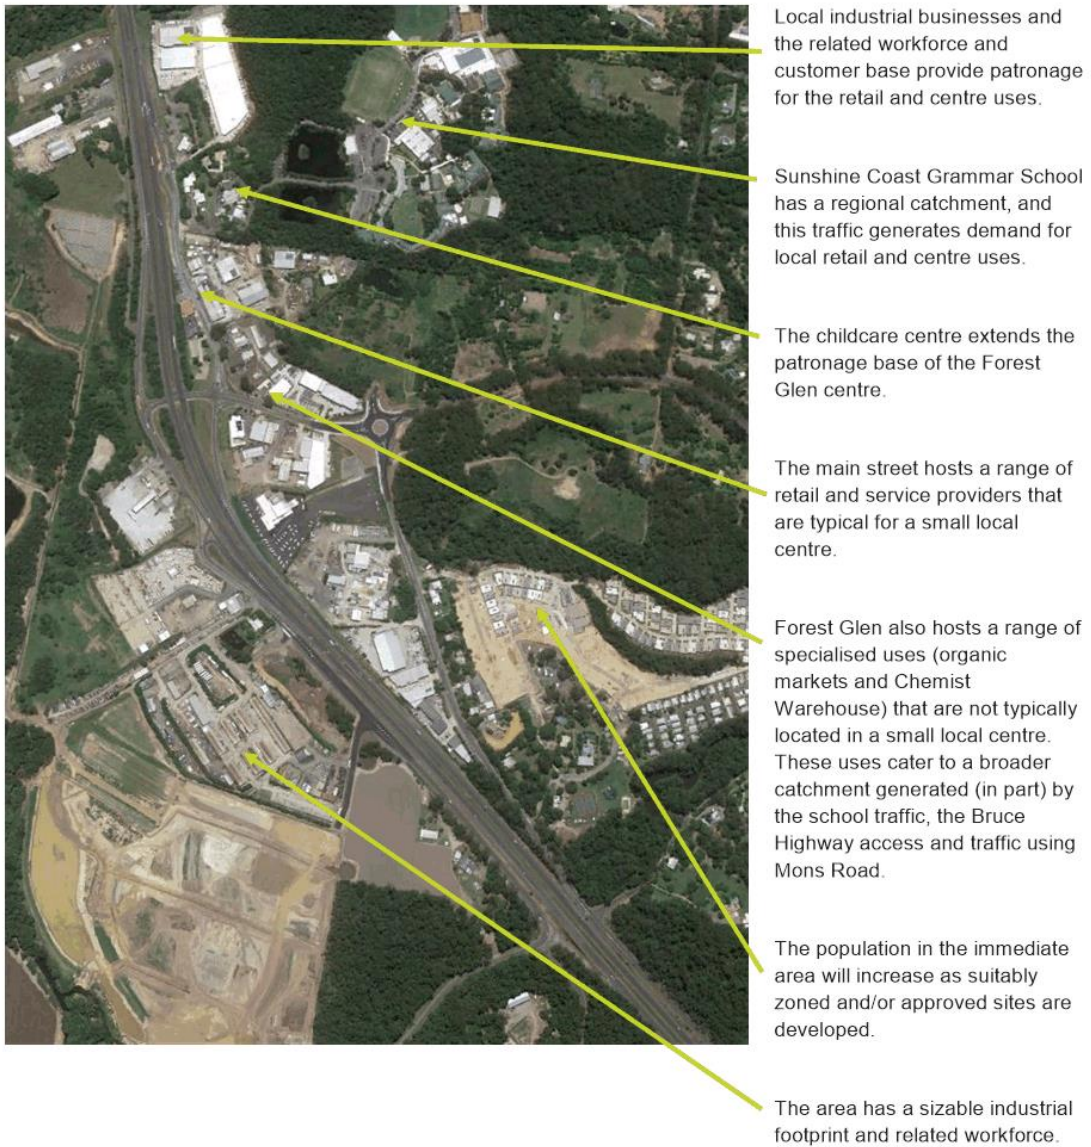 Local industrial businesses and
the related workforce and
customer base provide patronage
for the retail and centre uses.
Sunshine Coast Grammar School
has a regional catchment, and
this traffic generates demand for
local retail and centre uses.
The childcare centre extends the
patronage base of the Forest
Glen centre.
The main street hosts a range of
retail and service providers that
are typical for a small local
centre.
Forest Glen also hosts a range of
specialised uses (organic
markets and Chemist
Warehouse) that are not typically
located in a small local centre.
These uses cater to a broader
catchment generated (in part) by
the school traffic, the Bruce
Highway access and traffic using
Mons Road.
The population in the immediate
area will increase as suitably
zoned and/or approved sites are
developed.
The area has a sizable industrial
footprint and related workforce.